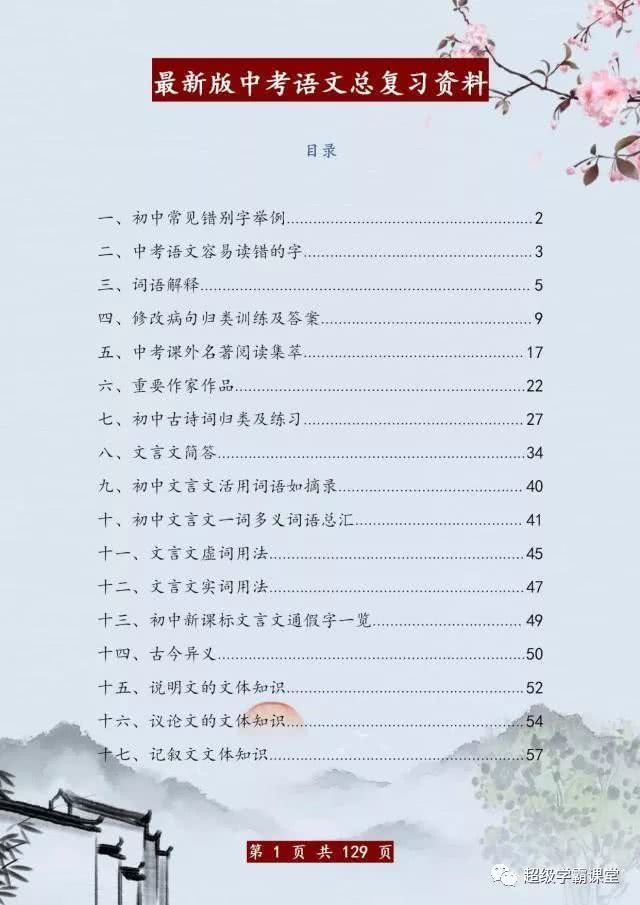 最新版中考语文总复习资料
目录
一、初中常见错别字举例......2
二、中考语文容易读错的字......3
三、词语解释......5
四、修改病句归类训练及答案......9
五、中考课外名著阅读集萃......17
六、重要作家作品......22
七、初中古诗词归类及练习......27
八、文言文简答......34
九、初中文言文活用词语如摘录......40
十、初中文言文一词多义词语总汇......41
十一、文言文虚词用法......45
十二、文言文实词用法......47
十三、初中新课标文言文通假字一览......49
十四、古今异义......50
十五、说明文的文体知识......52
十六、议论文的文体知识......54
十七、记叙文文体知识......57
第 1 页 共 129 页
超级学霸课堂